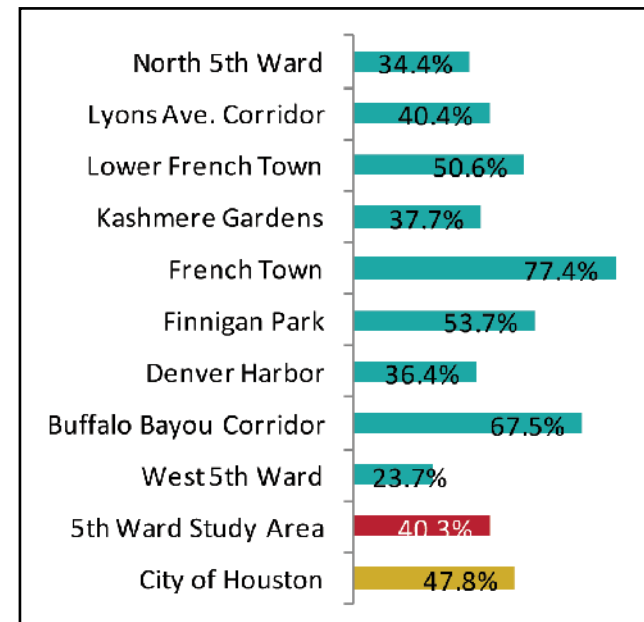 North 5th Ward 34.4%
Lyons Ave. Corridor 40.4%
Lower French Town 50.6%
Kashmere Gardens 37.7%
French Town 77.4%
Finnigan Park 53.7%
Denver Harbor 36.4%
Buffalo Bayou Corridor 67.5%
West 5th Ward 23.7%
5th Ward Study Area 40.3%
City of Houston 47.8%